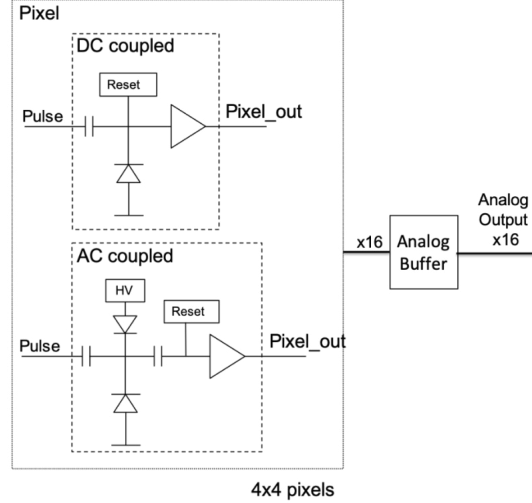 Pixel
DC coupled
Reset
Pulse
Pixel_out
AC coupled
HV
Reset
Pulse
Pixel_out
x16
Analog
Buffer
Analog
Output
x16
4x4 pixels